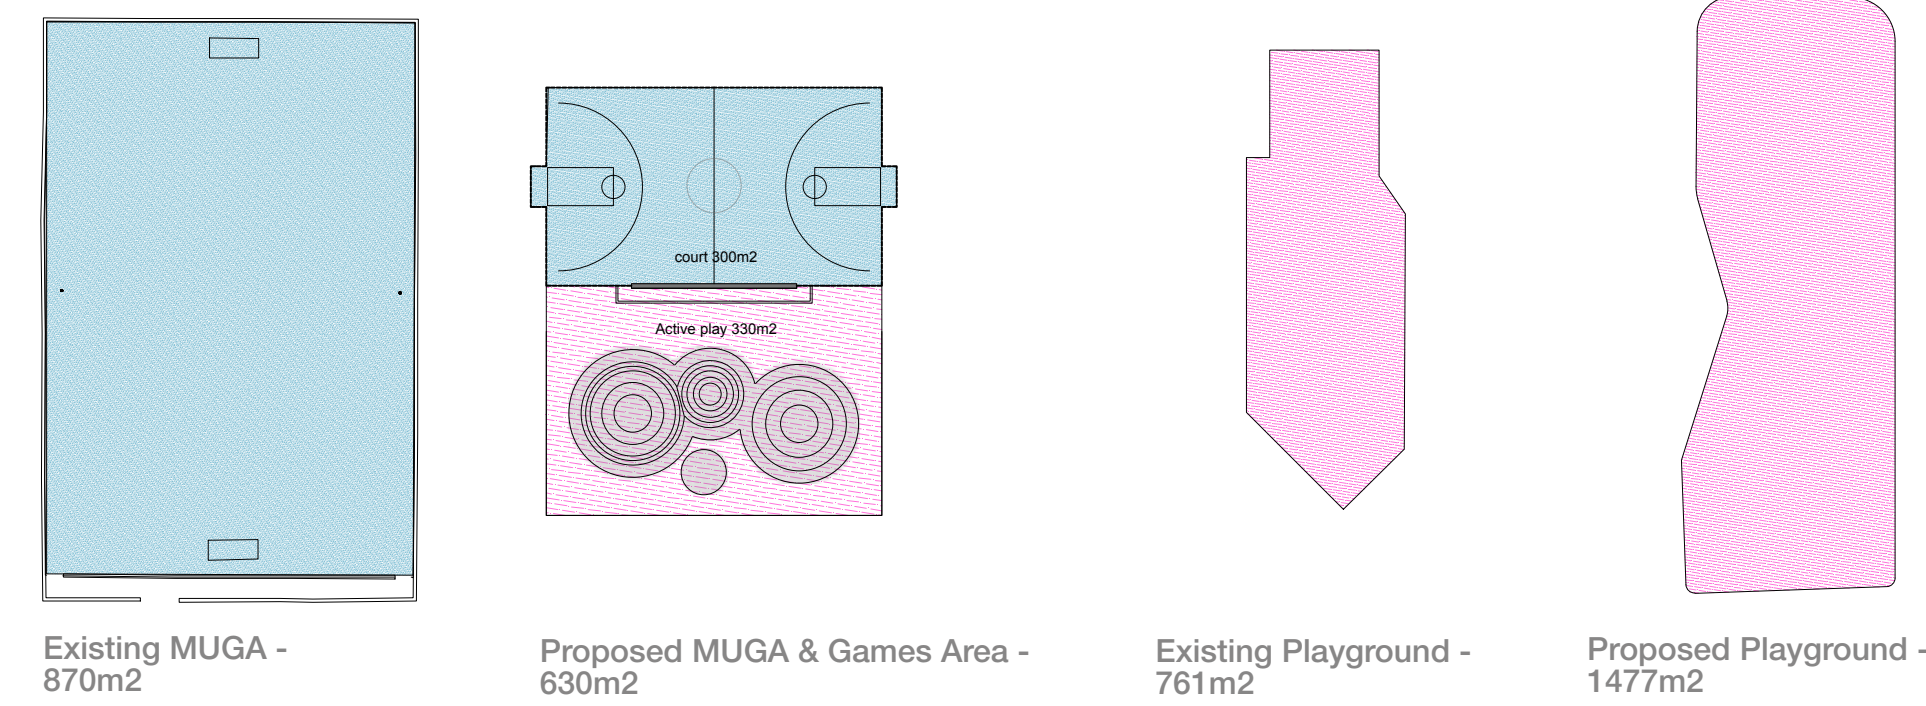 court 300m2
Active play 330m2
Existing MUGA -
870m2
Proposed MUGA & Games Area -
630m2
Existing Playground -
761m2
Proposed Playground -
1477m2